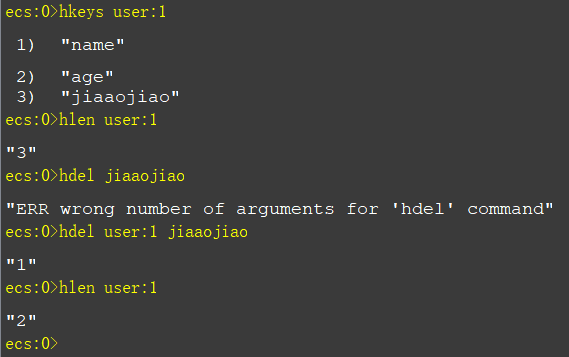 ecs:0>hkeys user:1
1) "name"
2) "age"
3) "jiaaojiao"
ecs:0>hlen user:1
"3"
ecs:0>hdel jiaaojiao
"ERR wrong number of arguments for 'hdel' command"
ecs:0>hdel user:1 jiaaojiao
"1"
ecs:0>hlen user:1
"2"
ecs:0>